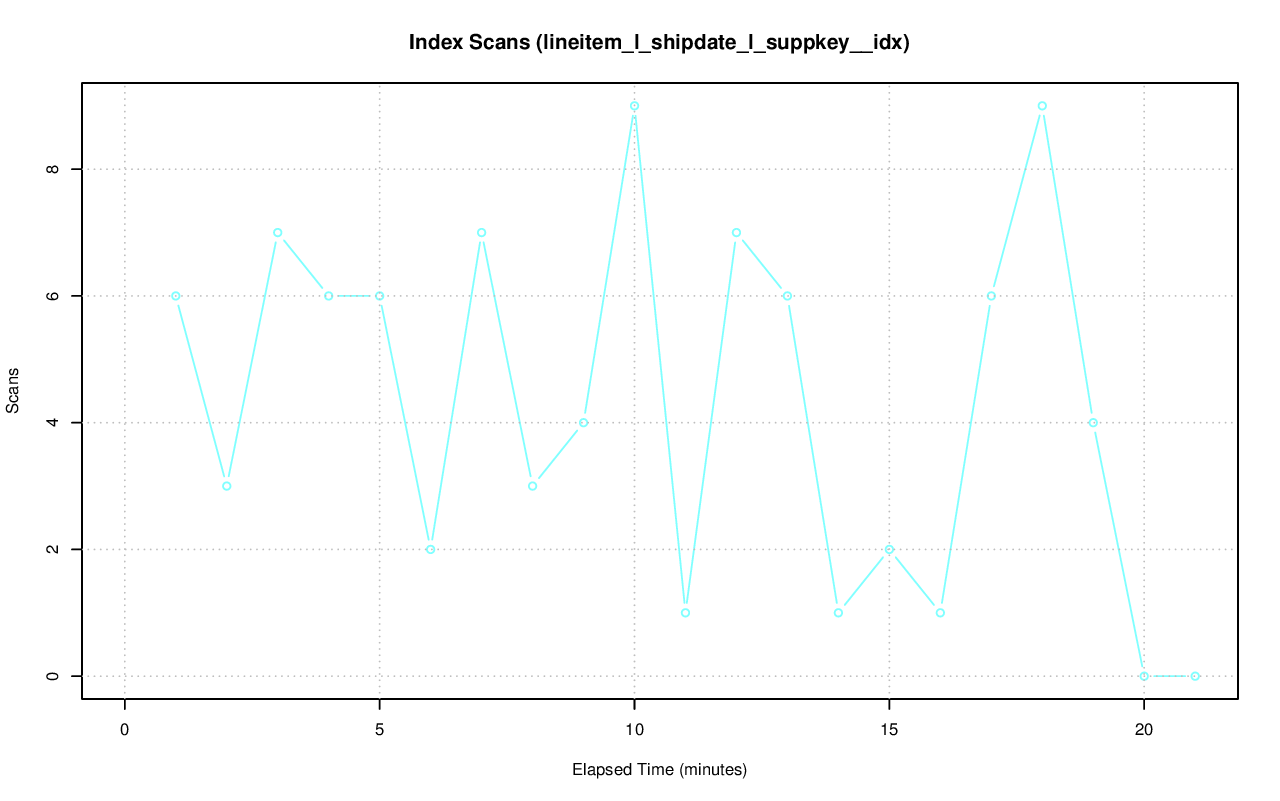 Index Scans (lineitem_l_shipdate_l_suppkey__idx)
8
6
4
2
0
Scans
0 5 10 15 20
Elapsed Time (minutes)